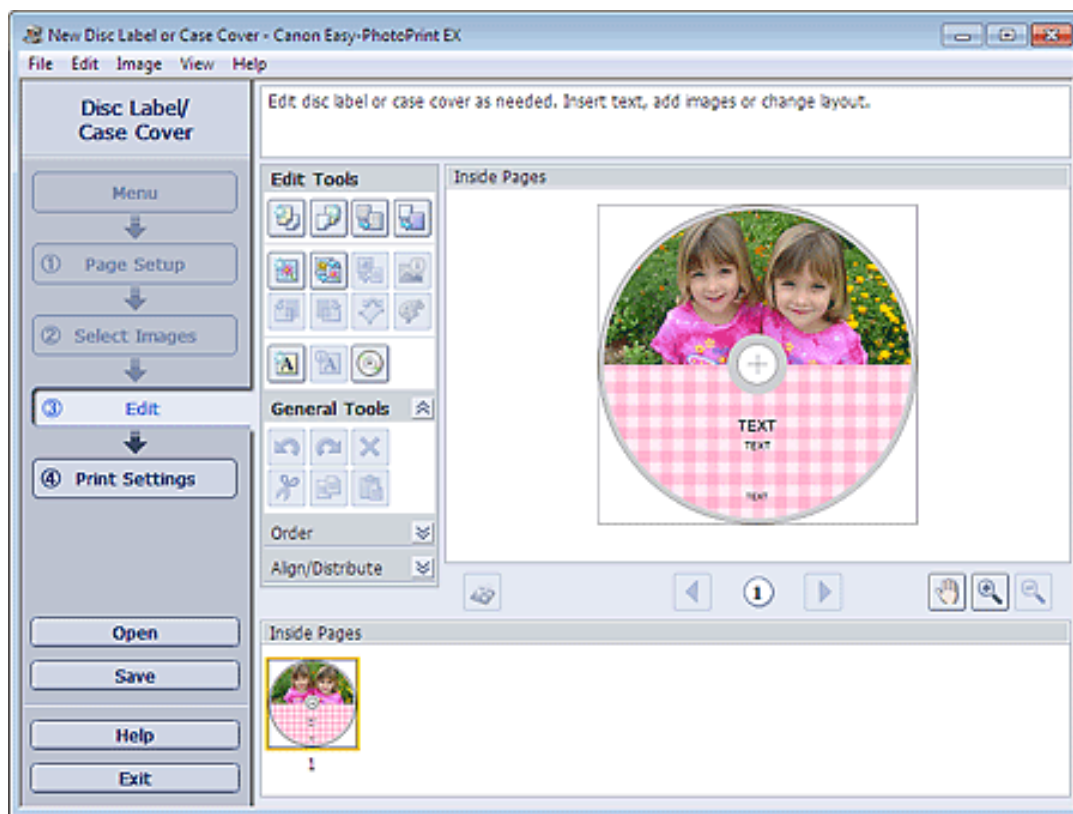 New Disc Label or Case Cover - Canon Easy-PhotoPrint EX
File Edit Image View Help
Disc Label/
Case Cover
Edit disc label or case cover as needed. Insert text, add images or change layout.
Menu
① Page Setup
② Select Images
③ Edit
④ Print Settings
Open
Save
Help
Exit
Edit Tools
A
A
General Tools
Order
Align/Distribute
Inside Pages
TEXT
TEXT
TEXT
1
Inside Pages
1